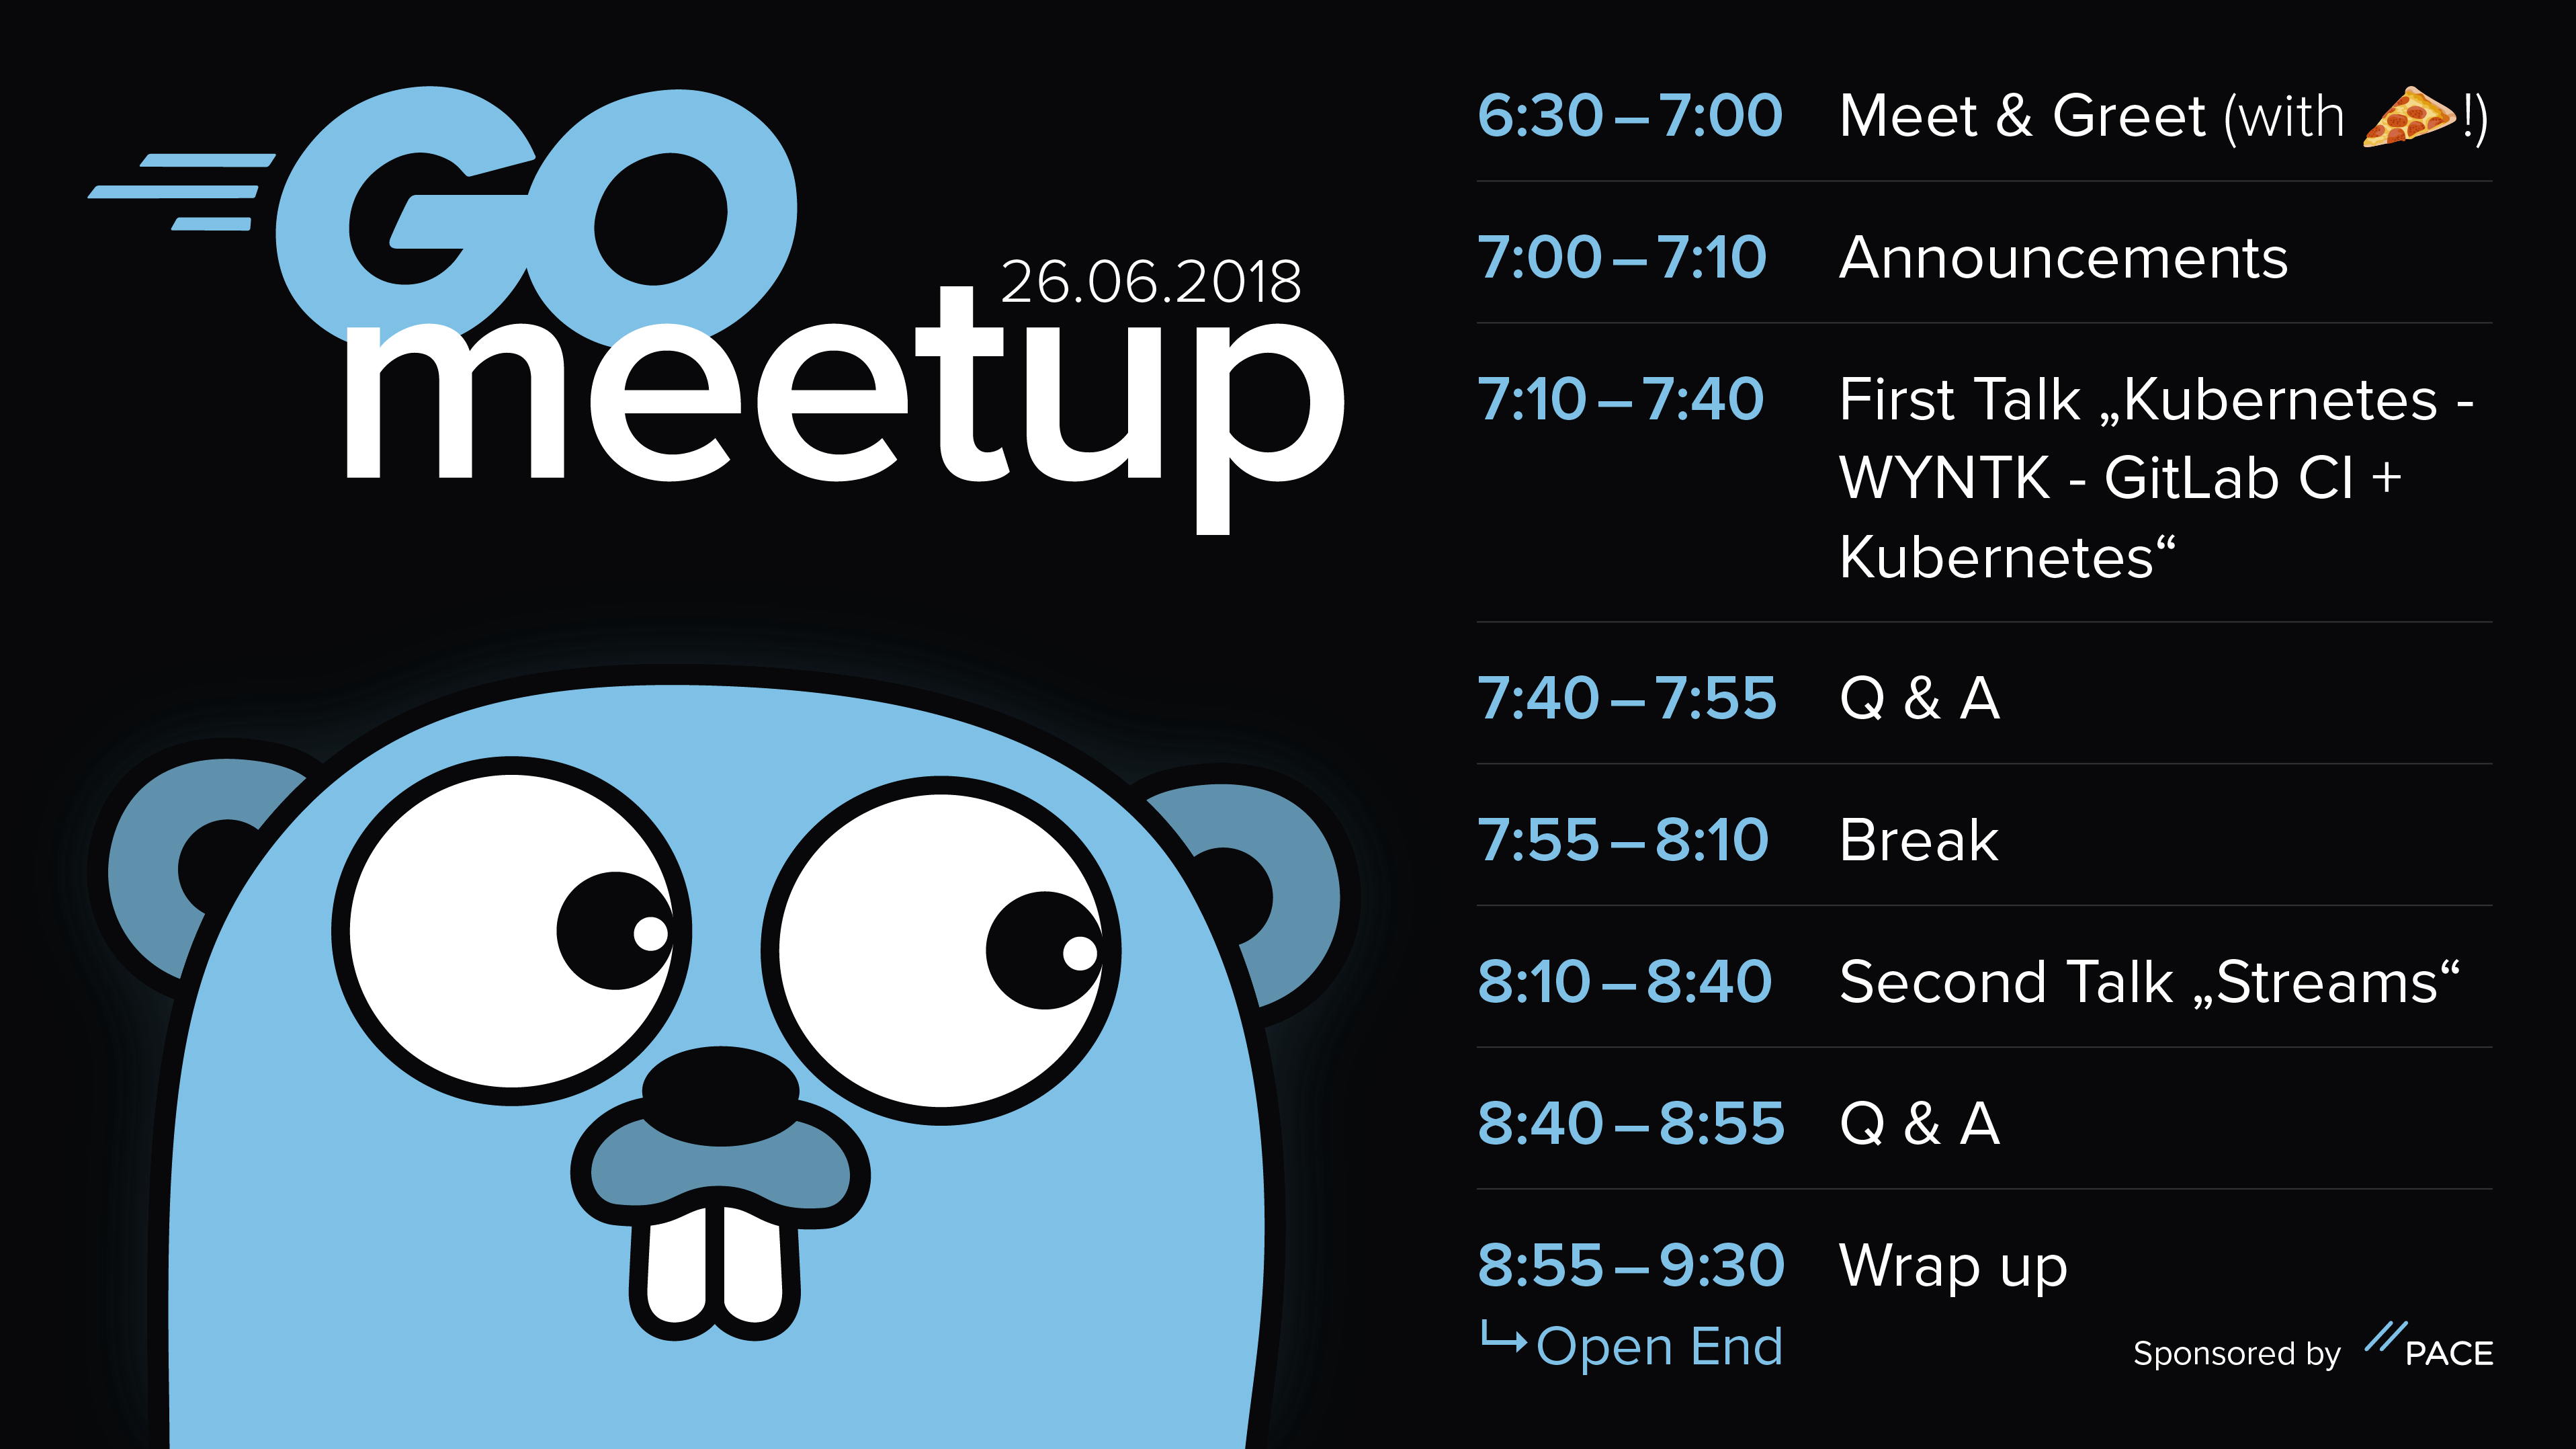 GO
26.06.2018
meetup
6:30 – 7:00 Meet & Greet (with 🍕!)
7:00 – 7:10 Announcements
7:10 – 7:40 First Talk „Kubernetes -
WYNTK - GitLab CI +
Kubernetes“
7:40 – 7:55 Q & A
7:55 – 8:10 Break
8:10 – 8:40 Second Talk „Streams“
8:40 – 8:55 Q & A
8:55 – 9:30 Wrap up
↳ Open End
Sponsored by PACE